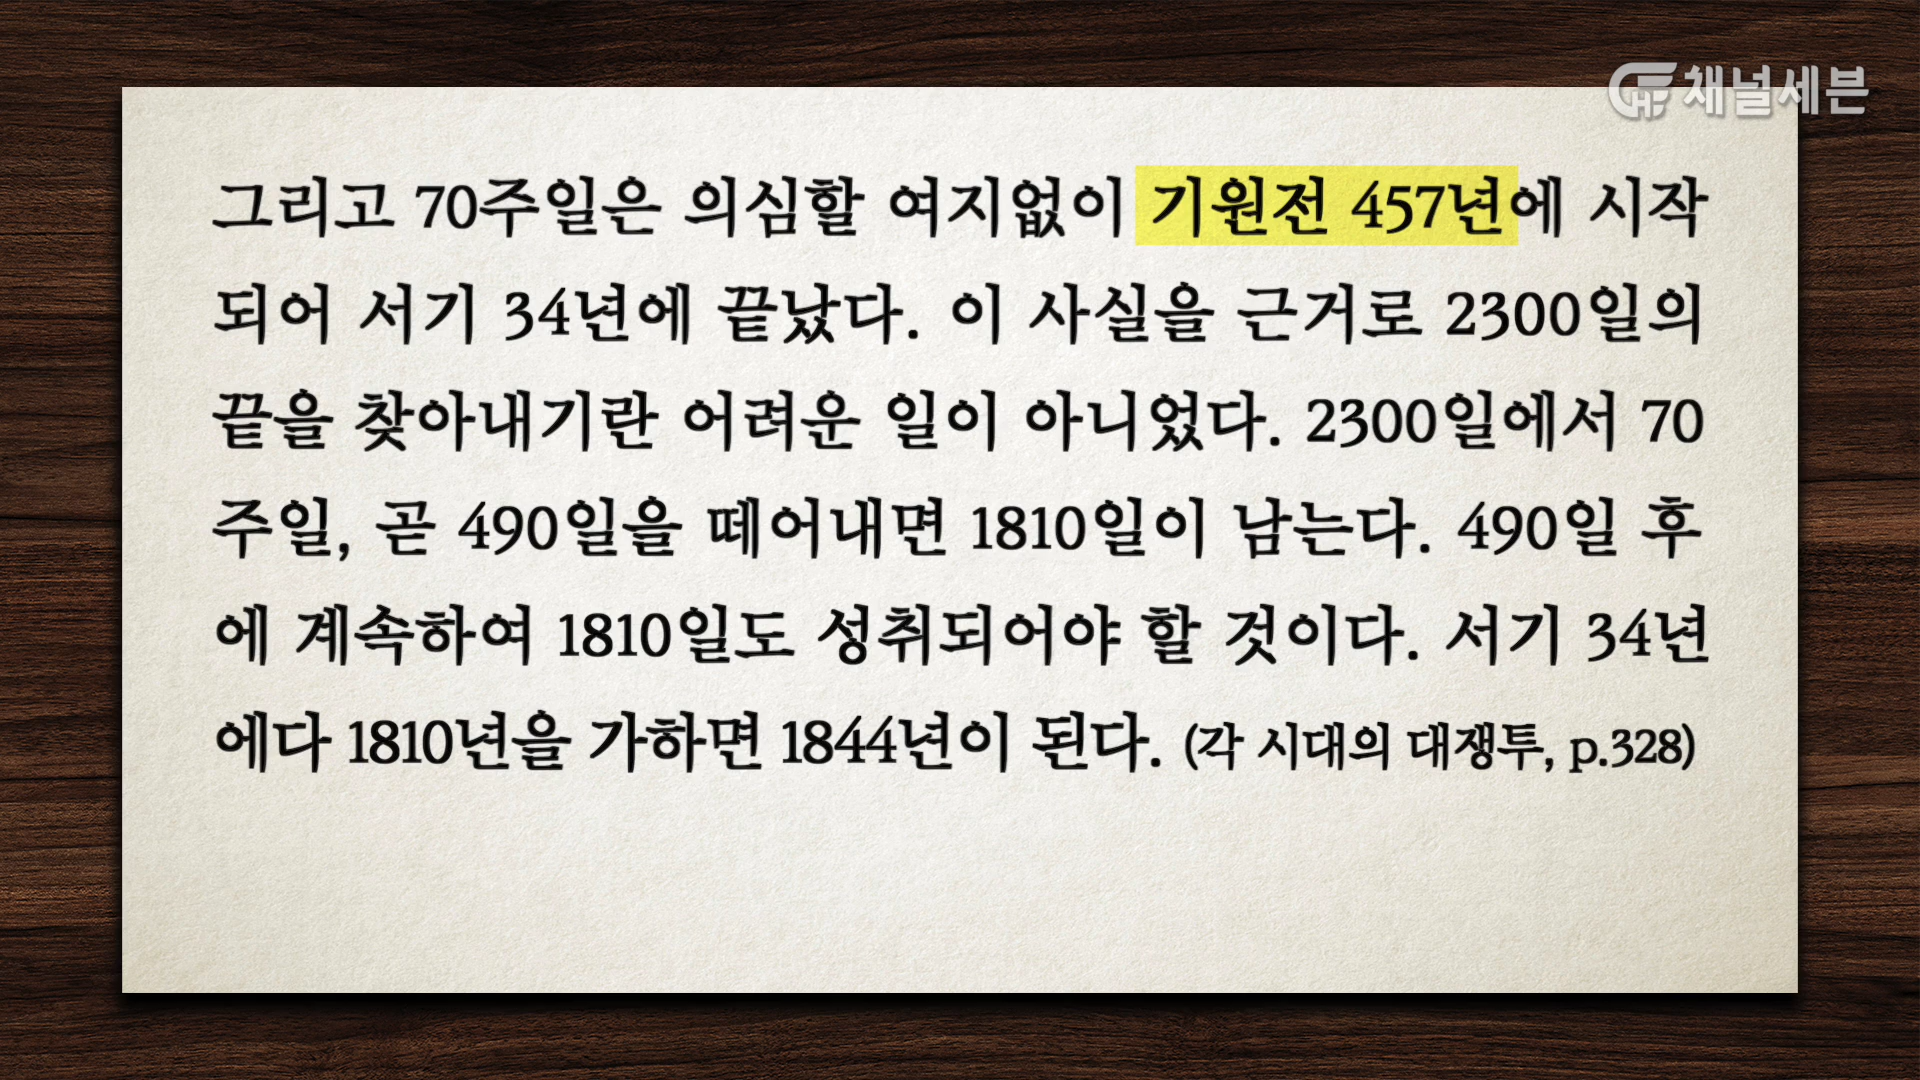 채널세븐
그리고 70주일은 의심할 여지없이 기원전 457년에 시작
되어 서기 34년에 끝났다. 이 사실을 근거로 2300일의
끝을 찾아내기란 어려운 일이 아니었다. 2300일에서 70
주일, 곧 490일을 떼어내면 1810일이 남는다. 490일 후
에 계속하여 1810일도 성취되어야 할 것이다. 서기 34년
에다 1810년을 가하면 1844년이 된다. (각 시대의 대쟁투, p.328)